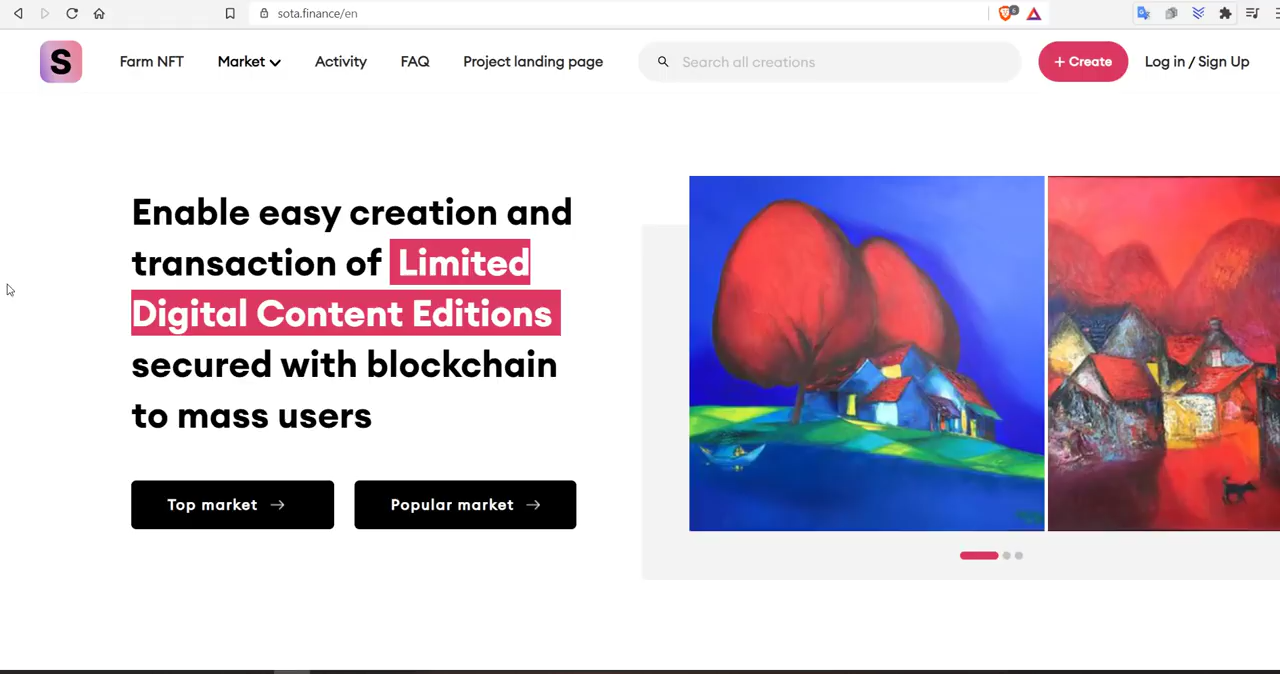 sota.finance/en
6
S
Farm NFT
Market
Activity
FAQ
Project landing page
Search all creations
+ Create
Log in / Sign Up
Enable easy creation and
transaction of Limited
Digital Content Editions
secured with blockchain
to mass users
Top market →
Popular market →